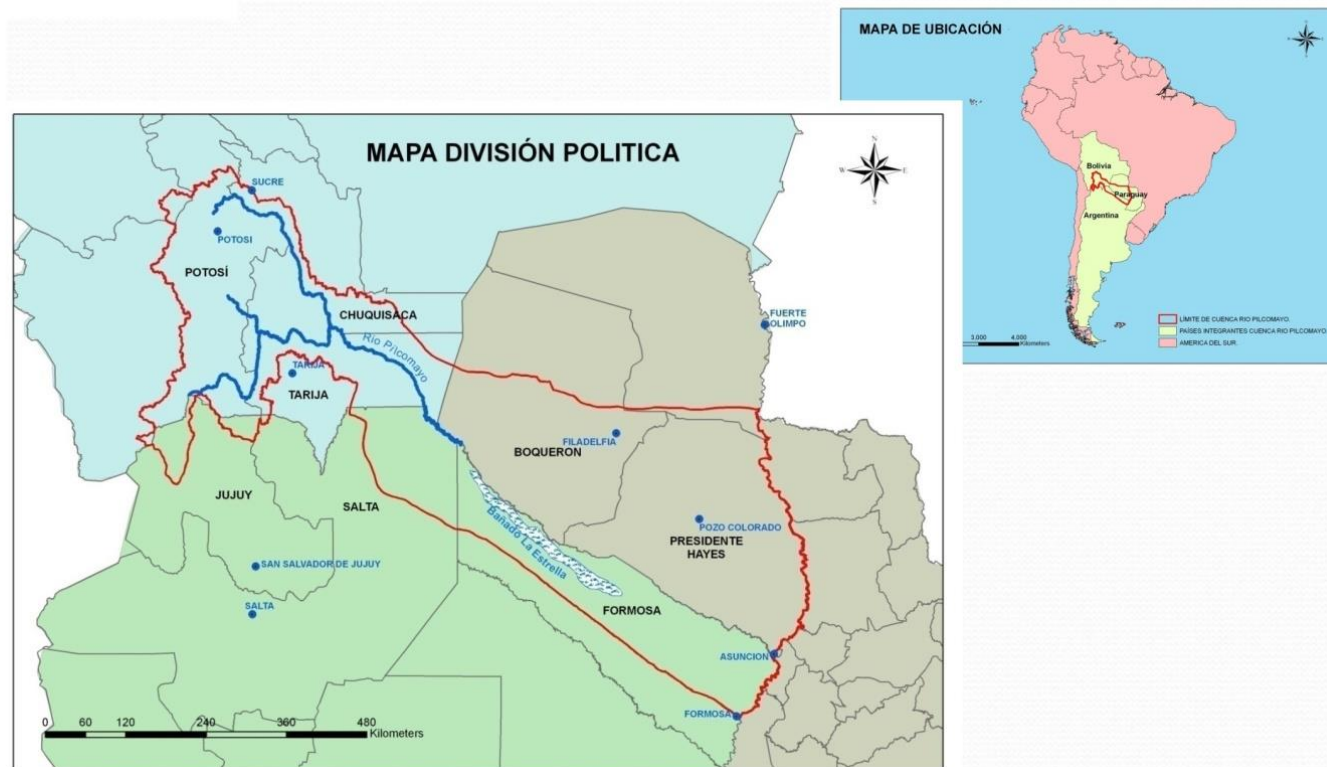 MAPA DE UBICACIÓN
N
Bolivia
Paraguay
Argentina
LÍMITE DE CUENCA RIO PILCOMAYO.
PAÍSES INTEGRANTES CUENCA RIO PILCOMAYO
AMERICA DEL SUR.
3.000 4.000
Kilometers
MAPA DIVISIÓN POLITICA
N
E
S
SUCRE
POTOSI
POTOSÍ
CHUQUISACA
FUERTE
OLIMPO
Rio Pilcomayo
TARIJA
TARIJA
FILADELFIA
BOQUERON
JUJUY
SALTA
Bañado La Estrella
POZO COLORADO
PRESIDENTE
HAYES
SAN SALVADOR DE JUJUY
SALTA
FORMOSA
ASUNCION
FORMOSA
0 60 120 240 360 480
Kilometers